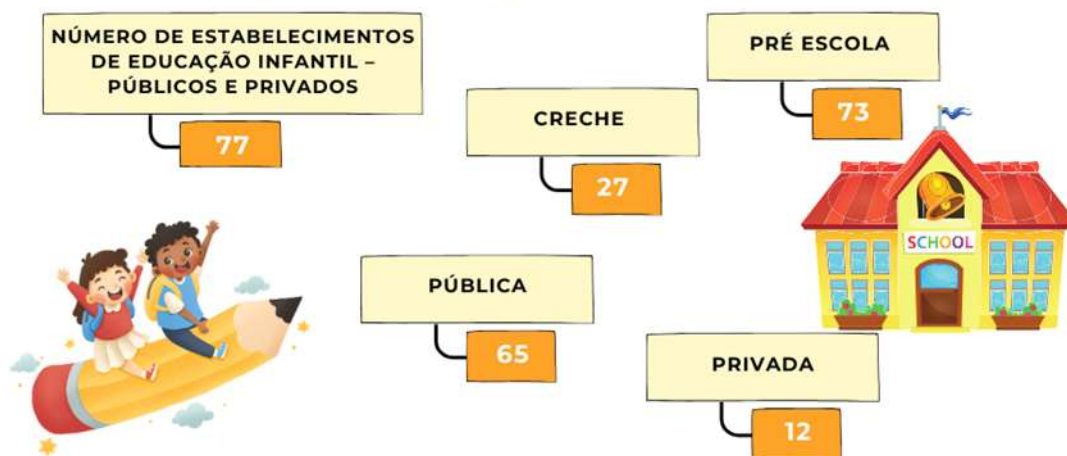 NÚMERO DE ESTABELECIMENTOS
DE EDUCAÇÃO INFANTIL –
PÚBLICOS E PRIVADOS
77
CRECHE
27
PRÉ ESCOLA
73
SCHOOL
PÚBLICA
65
PRIVADA
12